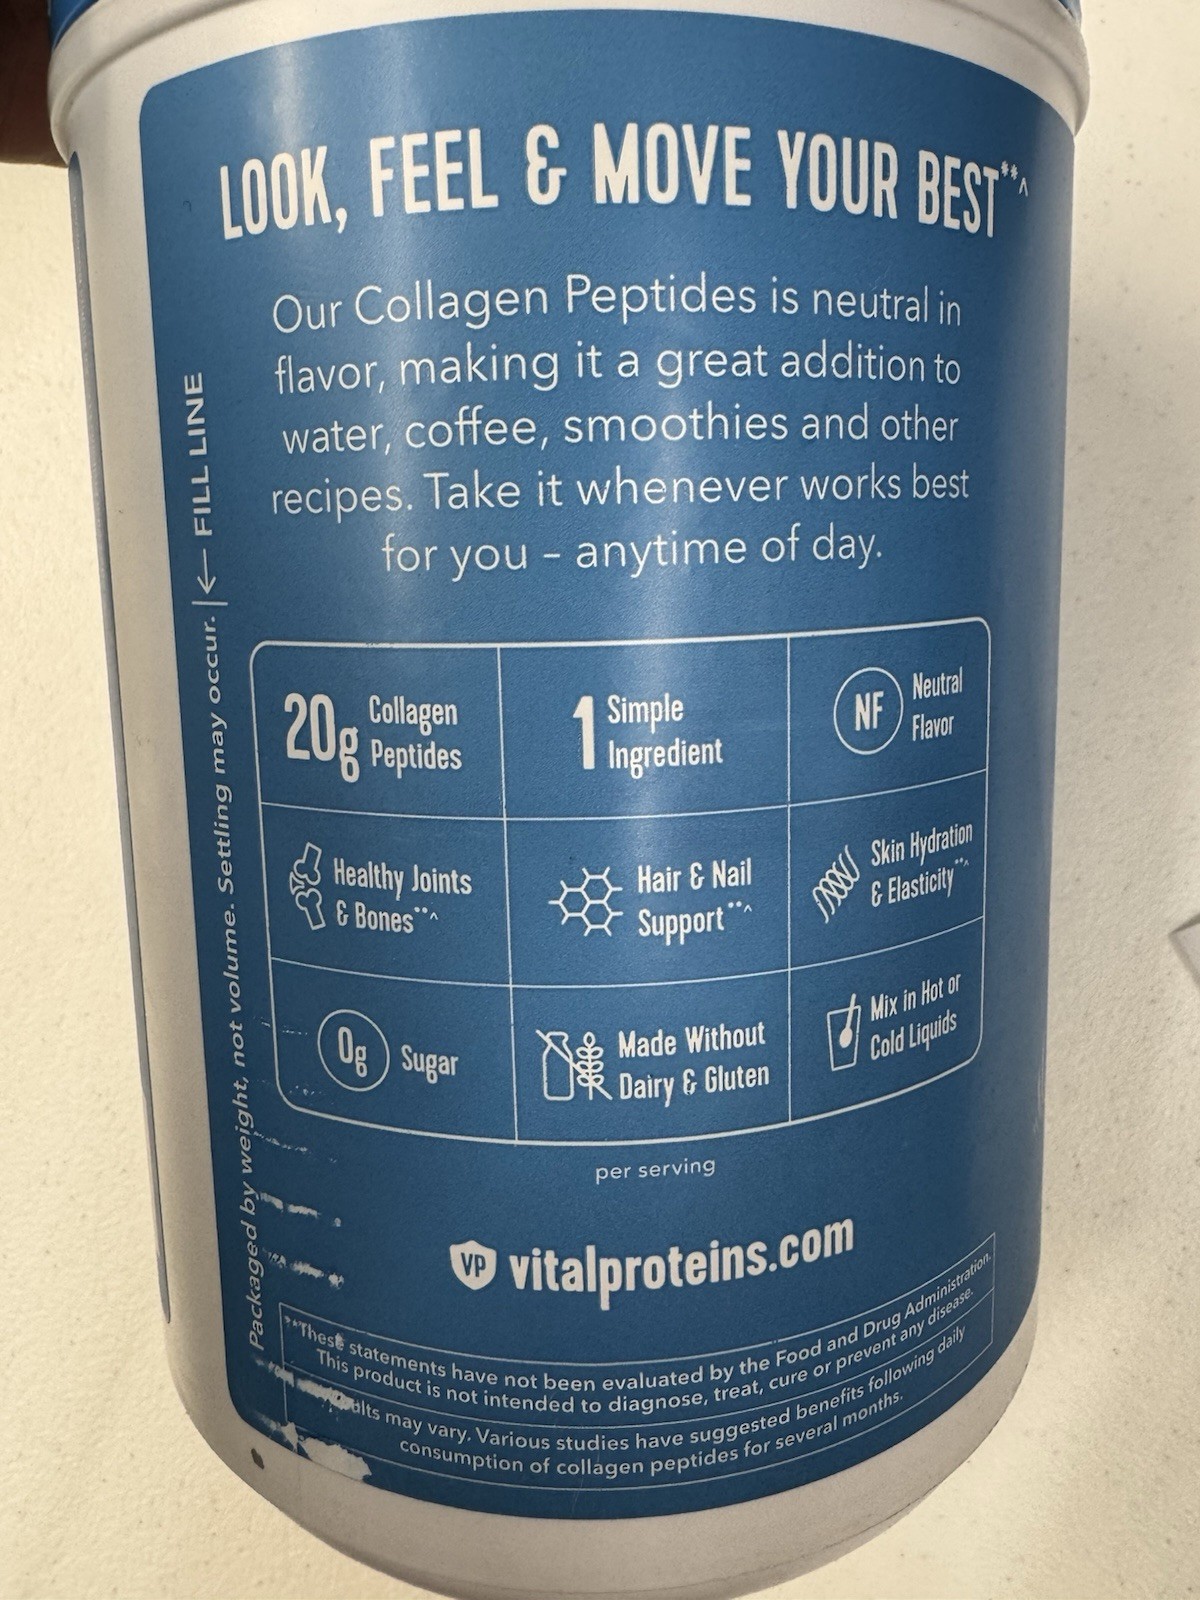 LOOK, FEEL & MOVE YOUR BEST**^
Our Collagen Peptides is neutral in
flavor, making it a great addition to
water, coffee, smoothies and other
recipes. Take it whenever works best
for you – anytime of day.
Packaged by weight, not volume. Settling may occur. |← FILL LINE
20g Collagen
Peptides
1 Simple
Ingredient
NF Neutral
Flavor
Healthy Joints
& Bones**^
Hair & Nail
Support**^
Skin Hydration
& Elasticity**^
0g Sugar
Made Without
Dairy & Gluten
Mix in Hot or
Cold Liquids
per serving
VP vitalproteins.com
**These statements have not been evaluated by the Food and Drug Administration.
This product is not intended to diagnose, treat, cure or prevent any disease.
may vary. Various studies have suggested benefits following daily
consumption of collagen peptides for several months.